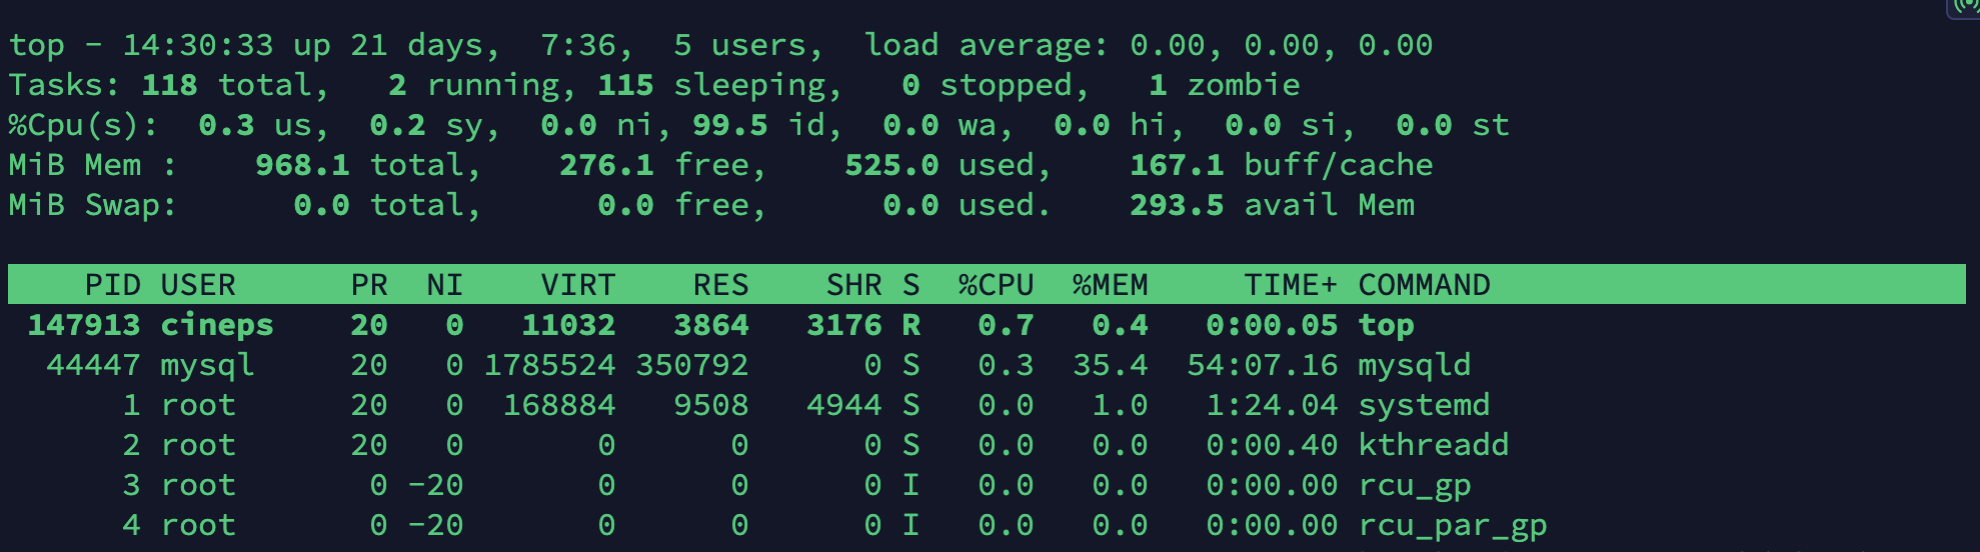 top - 14:30:33 up 21 days,  7:36,  5 users,  load average: 0.00, 0.00, 0.00
Tasks: 118 total,   2 running, 115 sleeping,   0 stopped,   1 zombie
%Cpu(s):  0.3 us,  0.2 sy,  0.0 ni, 99.5 id,  0.0 wa,  0.0 hi,  0.0 si,  0.0 st
MiB Mem :    968.1 total,    276.1 free,    525.0 used,    167.1 buff/cache
MiB Swap:      0.0 total,      0.0 free,      0.0 used.    293.5 avail Mem
    PID USER      PR  NI    VIRT    RES    SHR S  %CPU  %MEM     TIME+ COMMAND
 147913 cineps    20   0   11032   3864   3176 R   0.7   0.4   0:00.05 top
  44447 mysql     20   0 1785524 350792      0 S   0.3  35.4  54:07.16 mysqld
      1 root      20   0  168884   9508   4944 S   0.0   1.0   1:24.04 systemd
      2 root      20   0       0      0      0 S   0.0   0.0   0:00.40 kthreadd
      3 root       0 -20       0      0      0 I   0.0   0.0   0:00.00 rcu_gp
      4 root       0 -20       0      0      0 I   0.0   0.0   0:00.00 rcu_par_gp